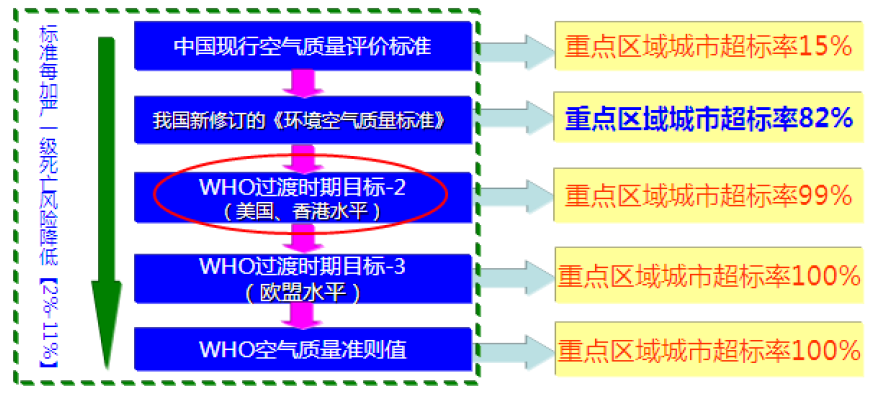 标准每加严一级死亡风险降低【2%-11%】
中国现行空气质量评价标准
重点区域城市超标率15%
我国新修订的《环境空气质量标准》
重点区域城市超标率82%
WHO过渡时期目标-2
（美国、香港水平）
重点区域城市超标率99%
WHO过渡时期目标-3
（欧盟水平）
重点区域城市超标率100%
WHO空气质量准则值
重点区域城市超标率100%